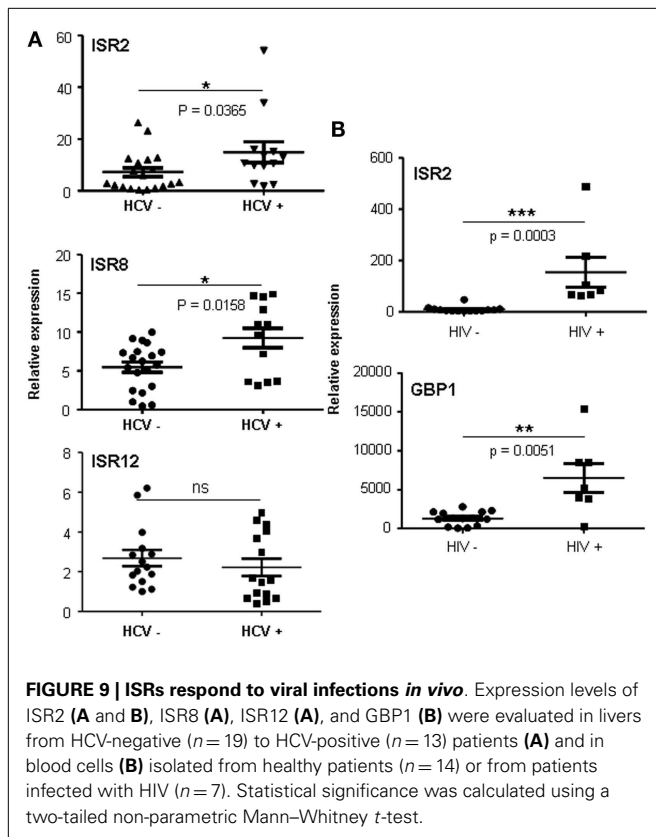 A
ISR2
60
40
20
0
*
P = 0.0365
HCV -
HCV +
ISR8
20
15
10
5
0
*
P = 0.0158
HCV -
HCV +
Relative expression
ISR12
8
6
4
2
0
ns
HCV -
HCV +
B
ISR2
600
400
200
0
***
p = 0.0003
HIV -
HIV +
Relative expression
GBP1
20000
15000
10000
5000
0
**
p = 0.0051
HIV -
HIV +
FIGURE 9 | ISRs respond to viral infections in vivo. Expression levels of
ISR2 (A and B), ISR8 (A), ISR12 (A), and GBP1 (B) were evaluated in livers
from HCV-negative (n = 19) to HCV-positive (n = 13) patients (A) and in
blood cells (B) isolated from healthy patients (n = 14) or from patients
infected with HIV (n = 7). Statistical significance was calculated using a
two-tailed non-parametric Mann–Whitney t-test.